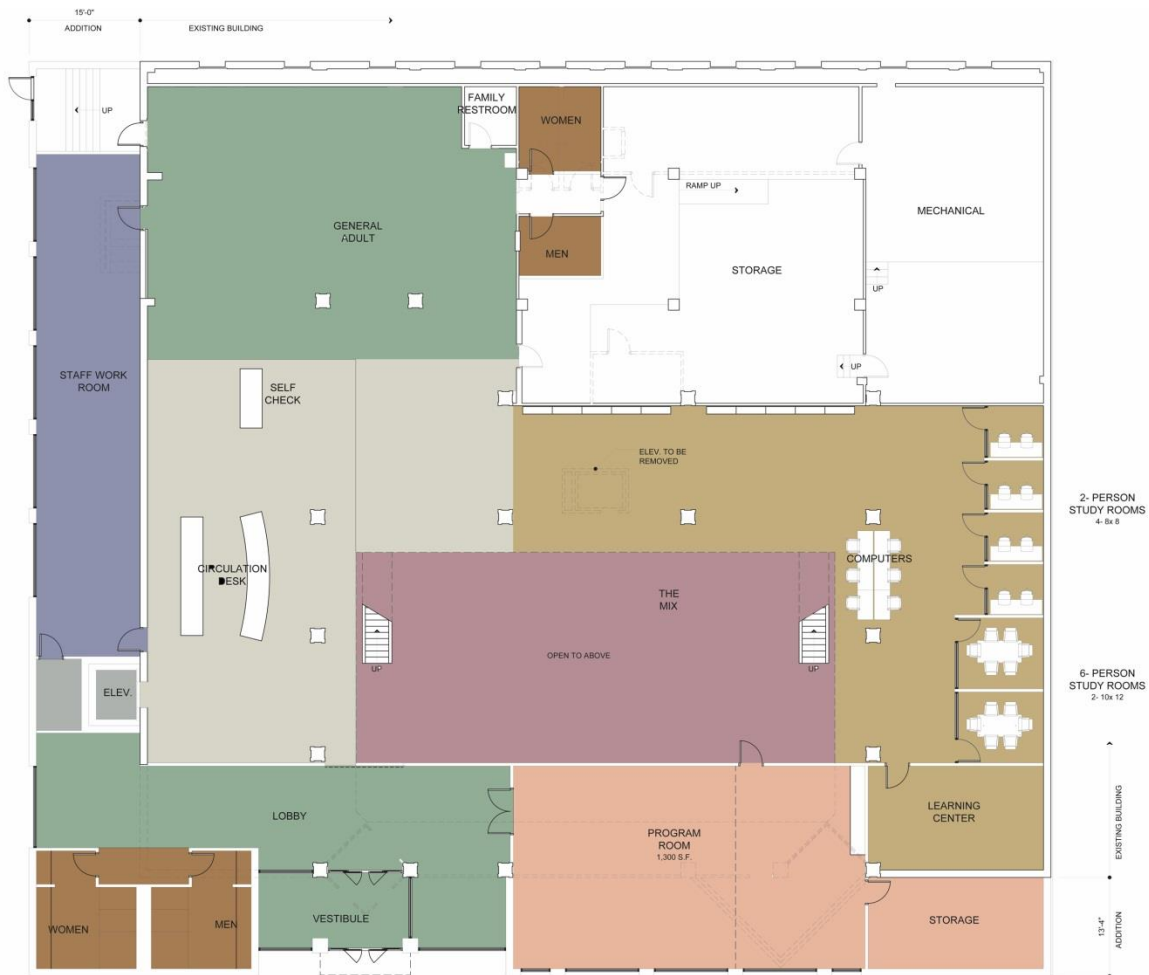 15'-0"
ADDITION
EXISTING BUILDING
UP
FAMILY
RESTROOM
WOMEN
RAMP UP
MECHANICAL
GENERAL
ADULT
MEN
STORAGE
UP
UP
STAFF WORK
ROOM
SELF
CHECK
ELEV. TO BE
REMOVED
2- PERSON
STUDY ROOMS
4- 8x 8
COMPUTERS
CIRCULATION
DESK
THE
MIX
OPEN TO ABOVE
UP
UP
6- PERSON
STUDY ROOMS
2- 10x 12
ELEV.
LOBBY
PROGRAM
ROOM
1,300 S.F.
LEARNING
CENTER
EXISTING BUILDING
WOMEN
MEN
VESTIBULE
STORAGE
13'-4"
ADDITION